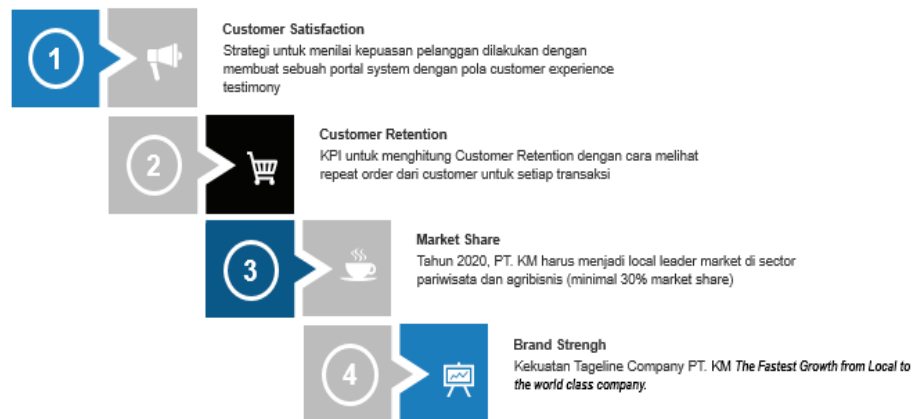 1
Customer Satisfaction
Strategi untuk menilai kepuasan pelanggan dilakukan dengan
membuat sebuah portal system dengan pola customer experience
testimony
2
Customer Retention
KPI untuk menghitung Customer Retention dengan cara melihat
repeat order dari customer untuk setiap transaksi
3
Market Share
Tahun 2020, PT. KM harus menjadi local leader market di sector
pariwisata dan agribisnis (minimal 30% market share)
4
Brand Strengh
Kekuatan Tageline Company PT. KM The Fastest Growth from Local to
the world class company.